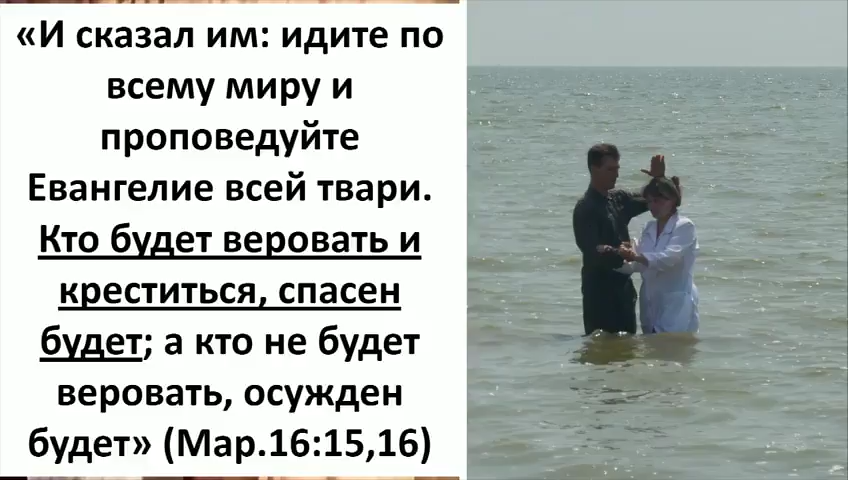 «И сказал им: идите по
всему миру и
проповедуйте
Евангелие всей твари.
Кто будет веровать и
креститься, спасен
будет; а кто не будет
веровать, осужден
будет» (Мар.16:15,16)